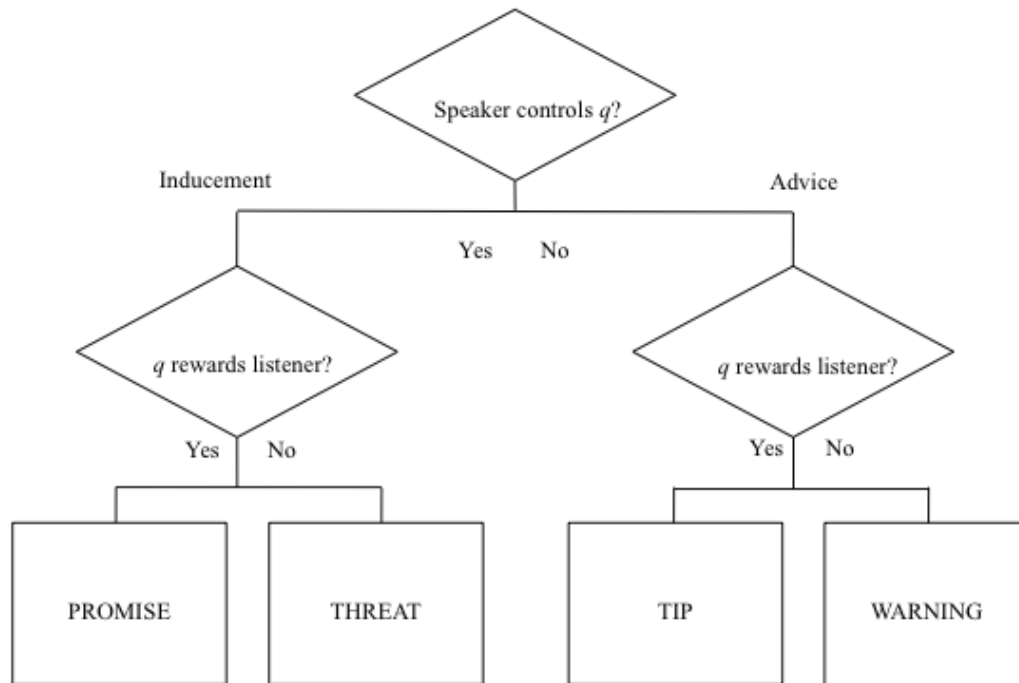 Speaker controls q?
Inducement
Advice
Yes No
q rewards listener?
q rewards listener?
Yes No
Yes No
PROMISE
THREAT
TIP
WARNING